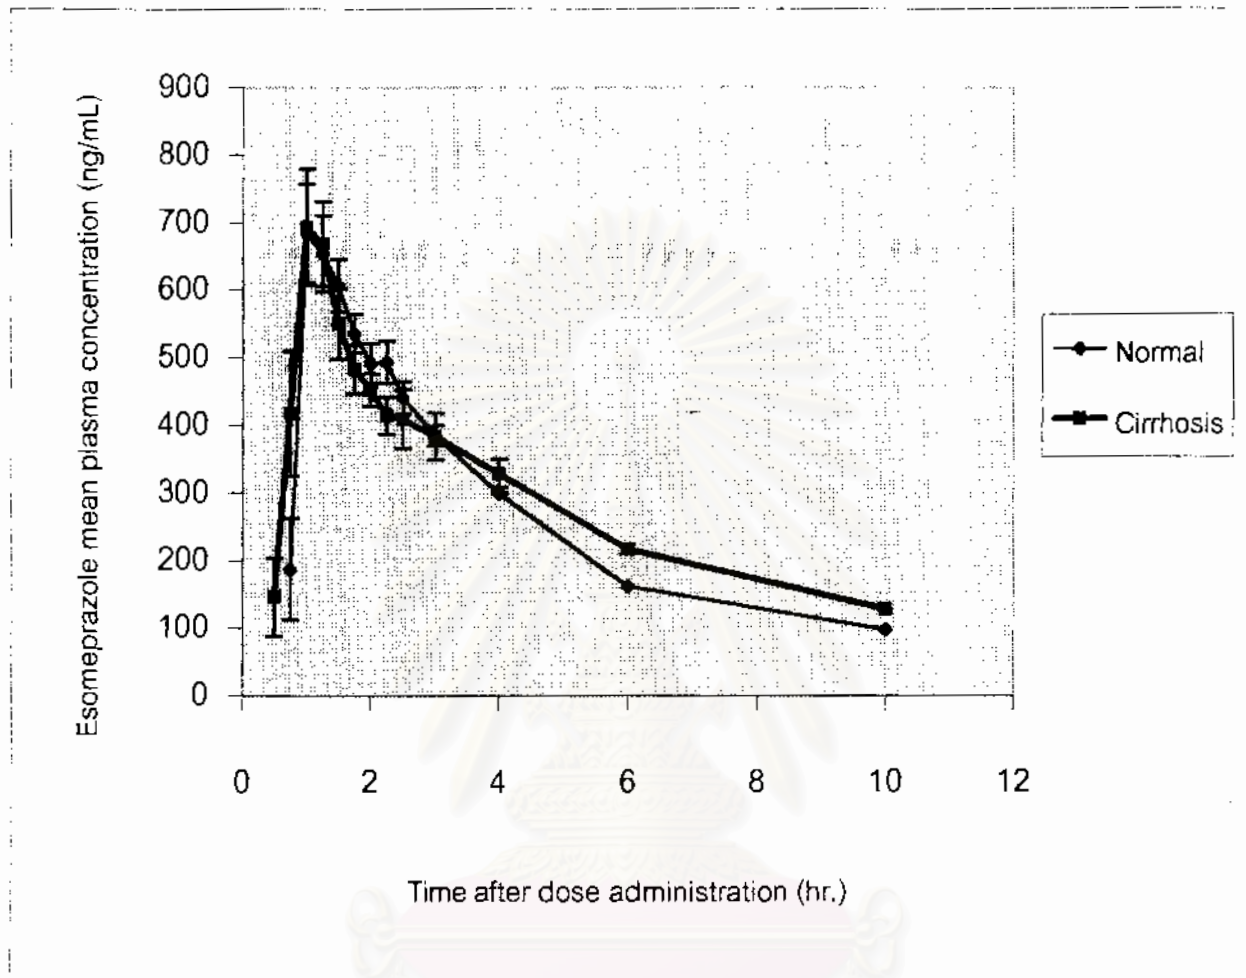 Esomeprazole mean plasma concentration (ng/mL)
900
800
700
600
500
400
300
200
100
0
0 2 4 6 8 10 12
Time after dose administration (hr.)
Normal
Cirrhosis